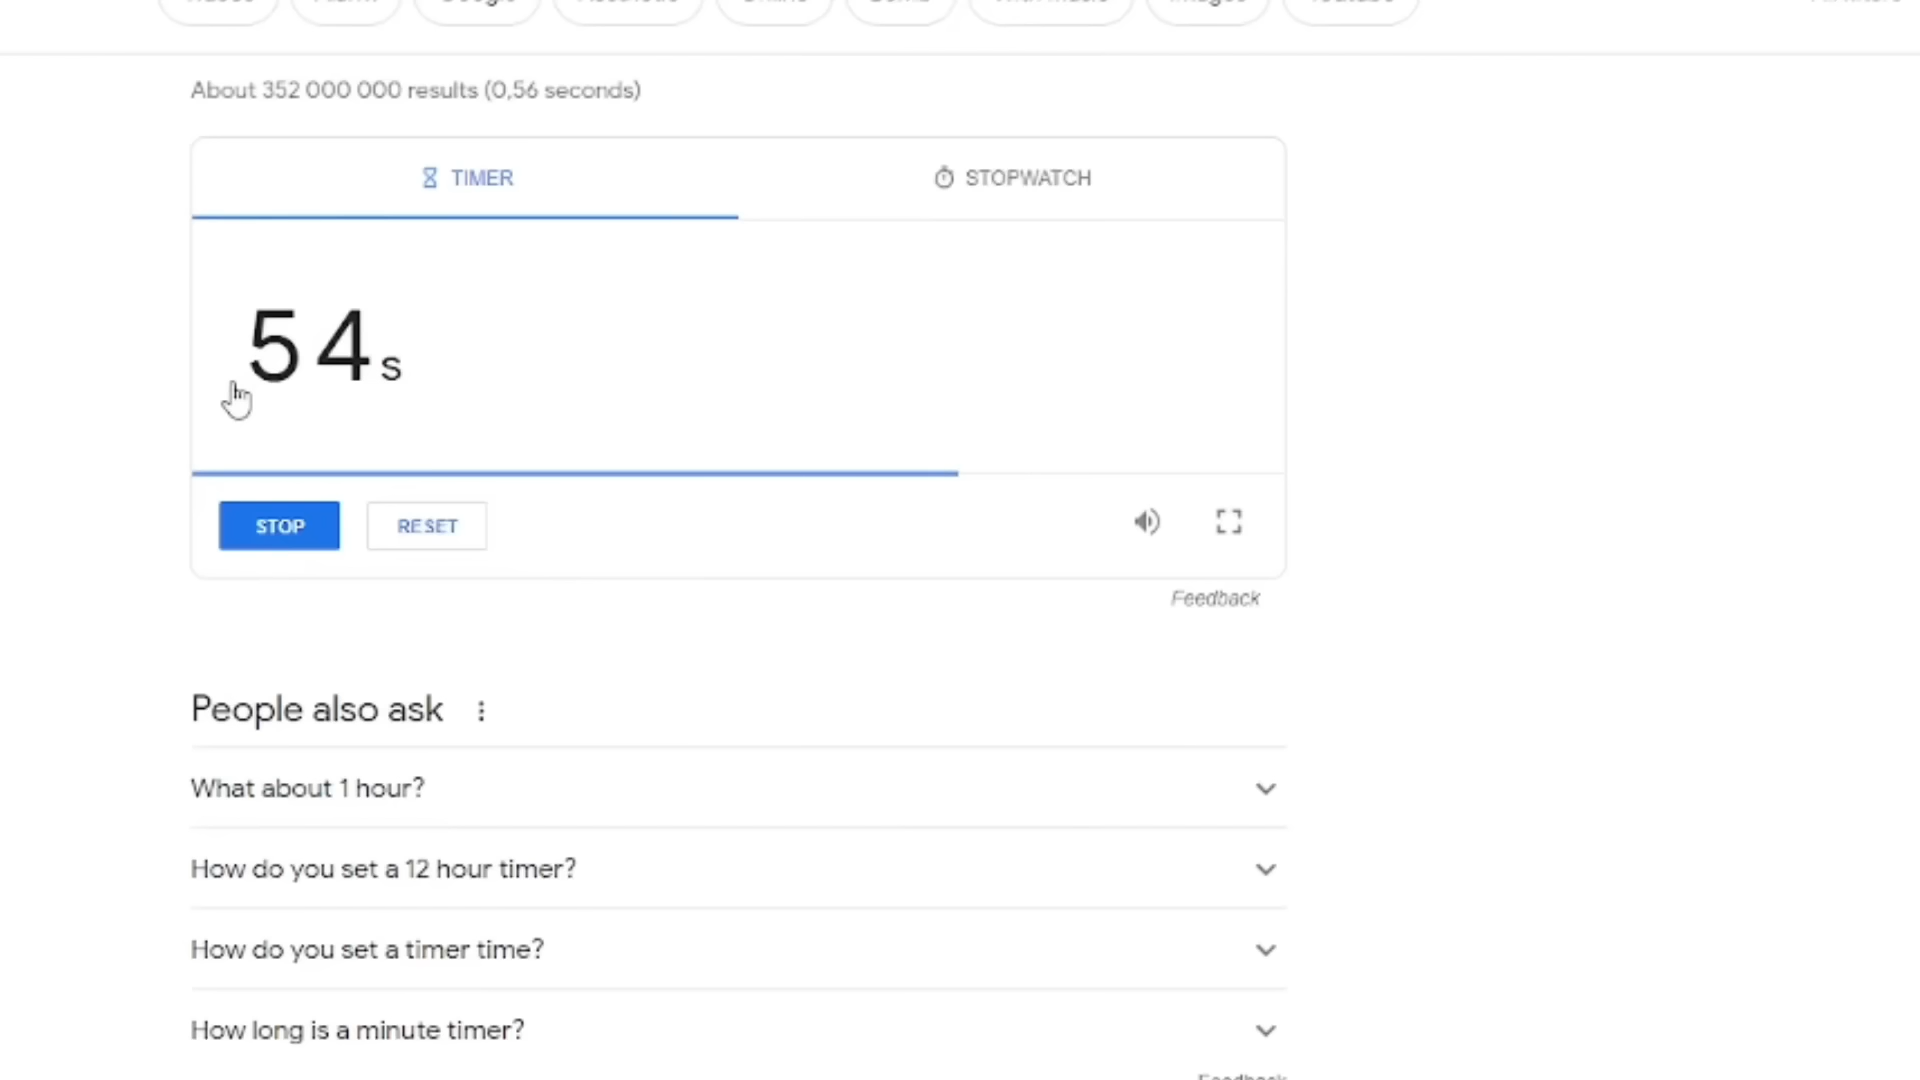 About 352 000 000 results (0,56 seconds)
TIMER
STOPWATCH
54s
STOP
RESET
Feedback
People also ask
What about 1 hour?
How do you set a 12 hour timer?
How do you set a timer time?
How long is a minute timer?
Feedback